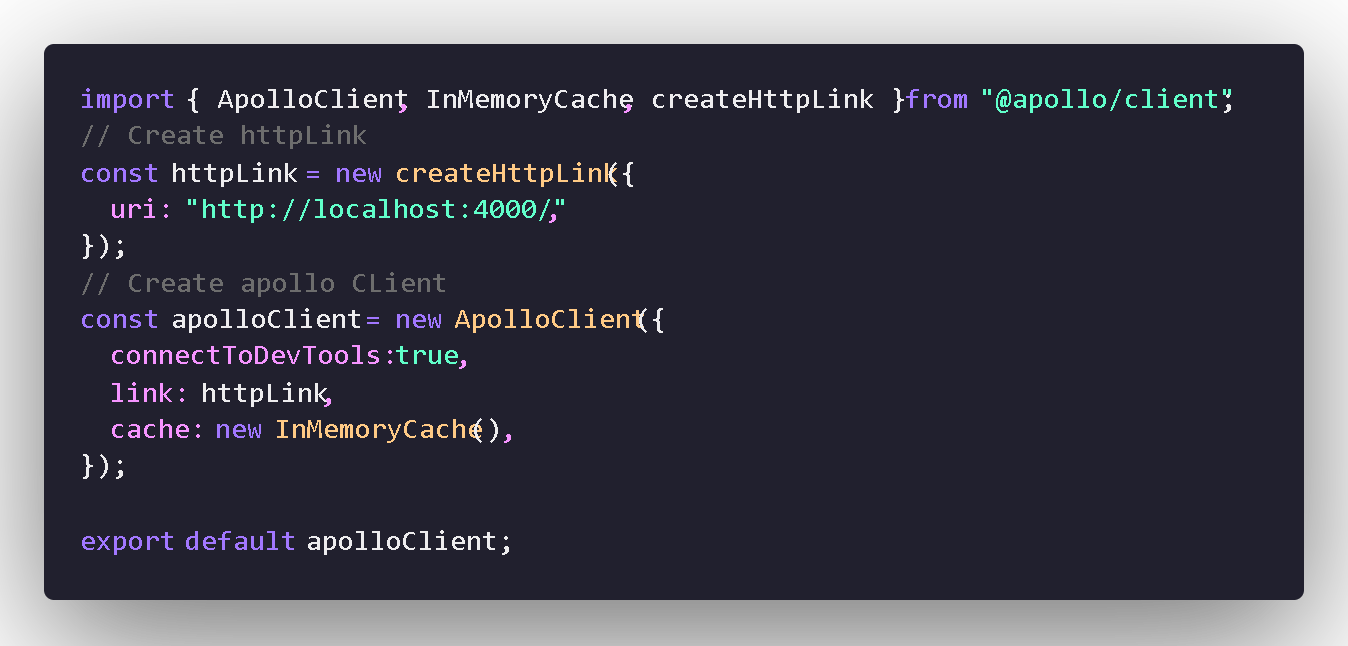 import { ApolloClient, InMemoryCache, createHttpLink } from "@apollo/client";
// Create httpLink
const httpLink = new createHttpLink({
  uri: "http://localhost:4000/",
});
// Create apollo CLient
const apolloClient = new ApolloClient({
  connectToDevTools:true,
  link: httpLink,
  cache: new InMemoryCache(),
});
export default apolloClient;